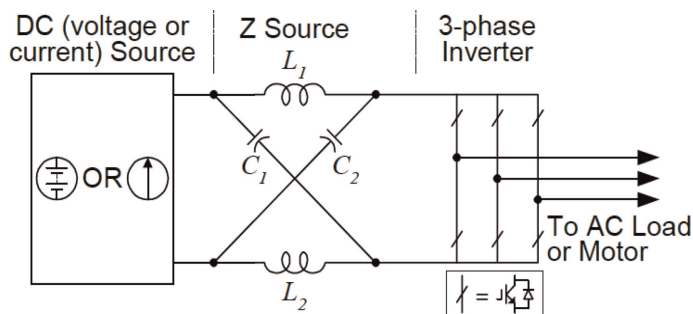 DC (voltage or
current) Source
Z Source
3-phase
Inverter
L1
C1
C2
OR
L2
To AC Load
or Motor
=